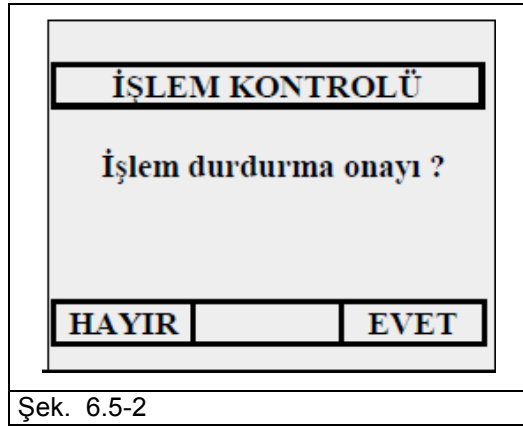 İŞLEM KONTROLÜ
İşlem durdurma onayı ?
HAYIR EVET
Şek. 6.5-2